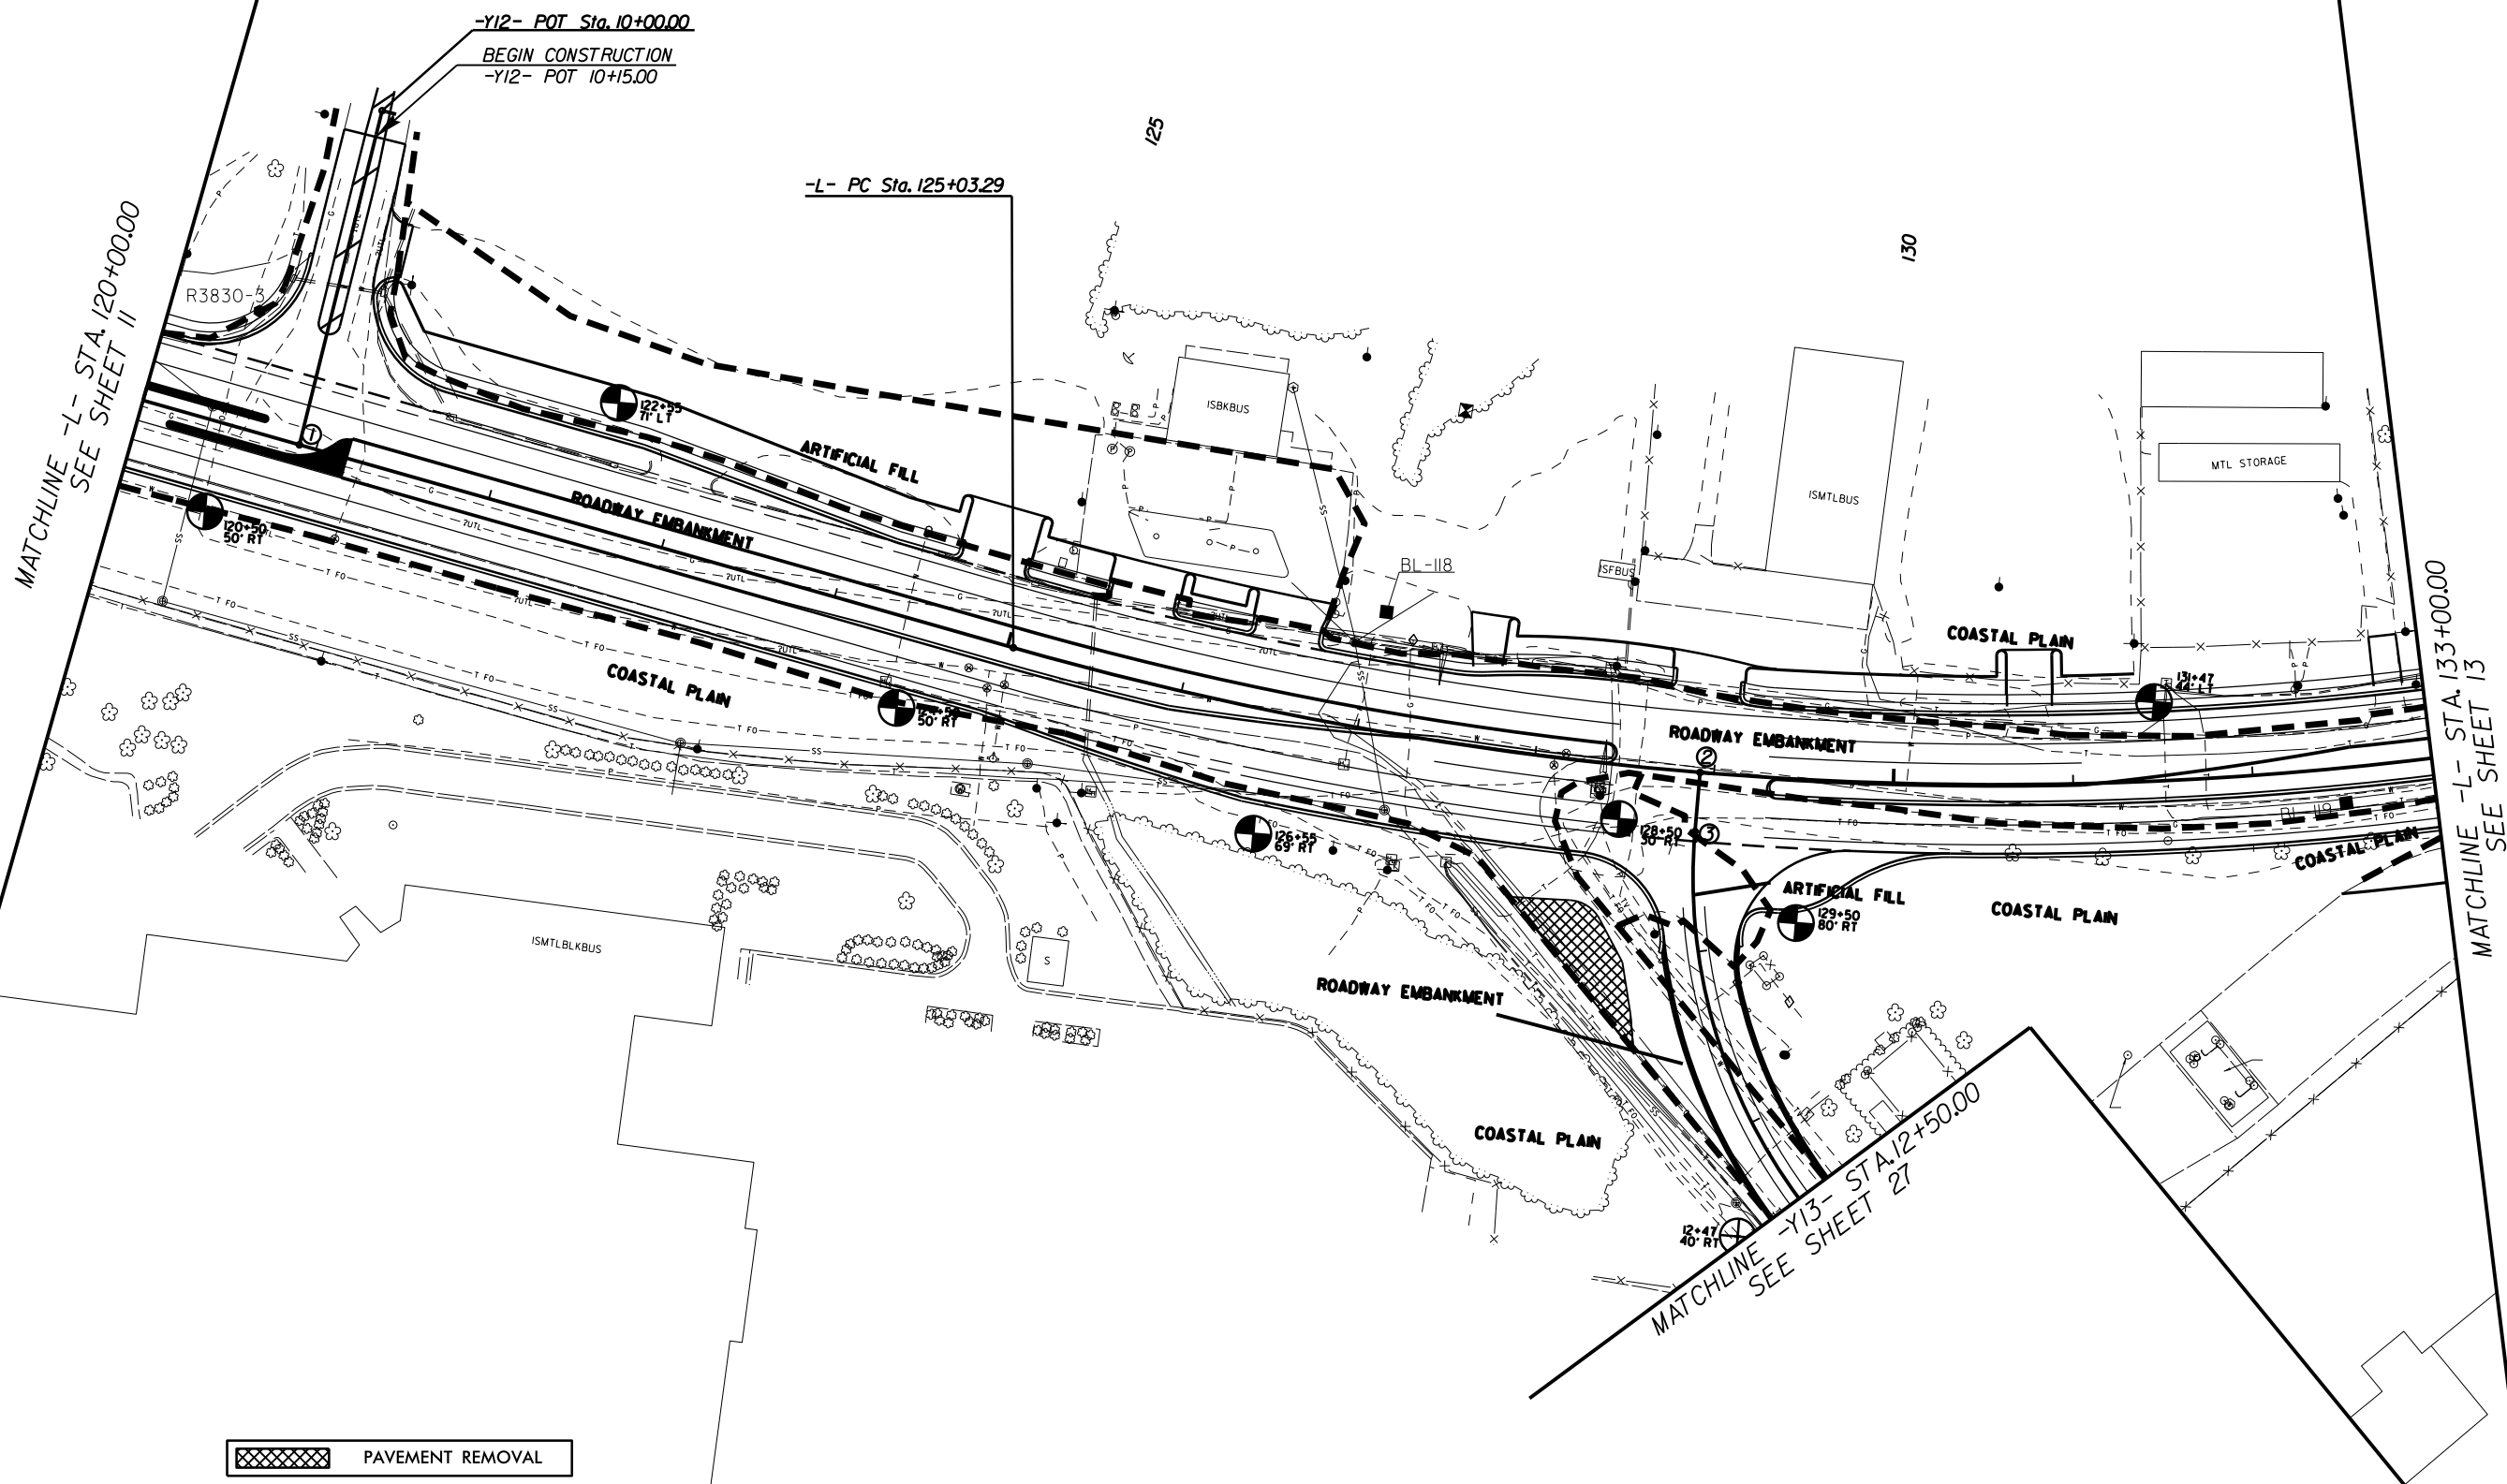 -Y12- POT Sta. 10+00.00
BEGIN CONSTRUCTION
-Y12- POT 10+15.00
125
-L- PC Sta. 125+03.29
130
MATCHLINE -L- STA. 120+00.00
SEE SHEET 11
R3830-3
1
122+55
71' LT
ARTIFICIAL FILL
ISBKBUS
MTL STORAGE
ISMTLBUS
ROADWAY EMBANKMENT
120+50
50' RT
BL-118
ISFBUS
COASTAL PLAIN
COASTAL PLAIN
50' RT
131+47
44' LT
ROADWAY EMBANKMENT
2
MATCHLINE -L- STA. 133+00.00
SEE SHEET 13
126+55
69' RT
128+50
50' RT
3
COASTAL PLAIN
ARTIFICIAL FILL
129+50
80' RT
COASTAL PLAIN
ISMTLBLKBUS
S
ROADWAY EMBANKMENT
COASTAL PLAIN
12+47
40' RT
MATCHLINE -Y13- STA.12+50.00
SEE SHEET 27
PAVEMENT REMOVAL